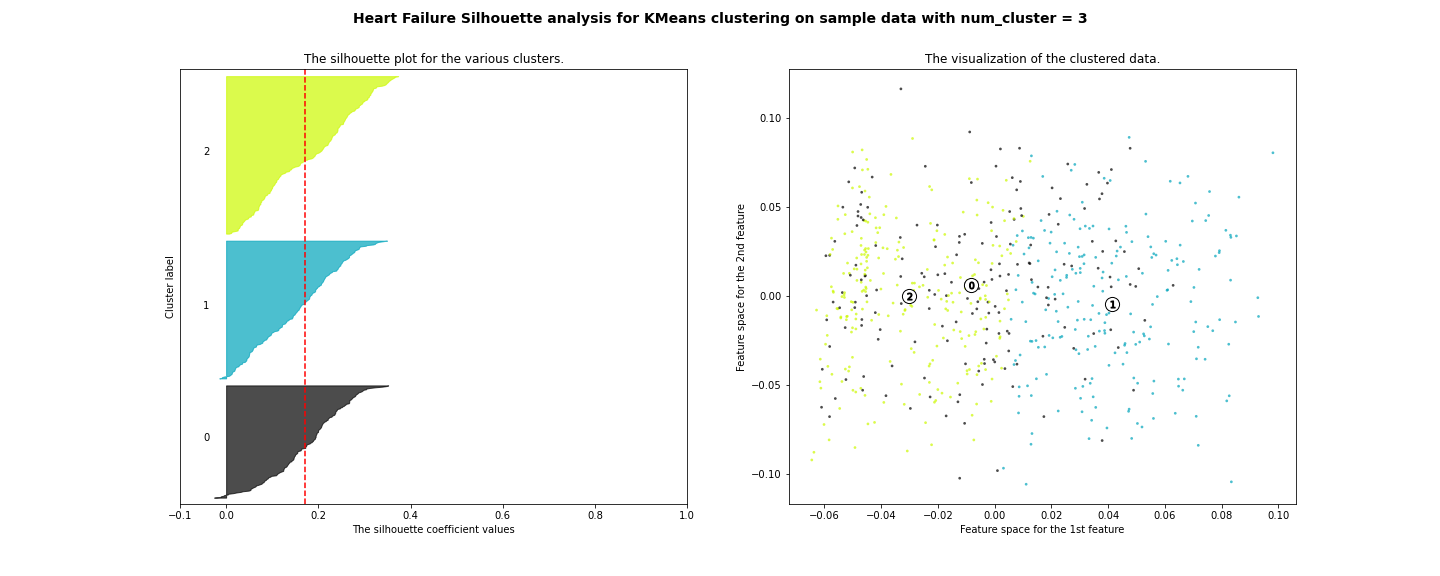 Heart Failure Silhouette analysis for KMeans clustering on sample data with num_cluster = 3
The silhouette plot for the various clusters.
Cluster label
2
1
0
−0.1 0.0 0.2 0.4 0.6 0.8 1.0
The silhouette coefficient values
The visualization of the clustered data.
Feature space for the 2nd feature
0.10
0.05
0.00
−0.05
−0.10
2 0 1
−0.06 −0.04 −0.02 0.00 0.02 0.04 0.06 0.08 0.10
Feature space for the 1st feature